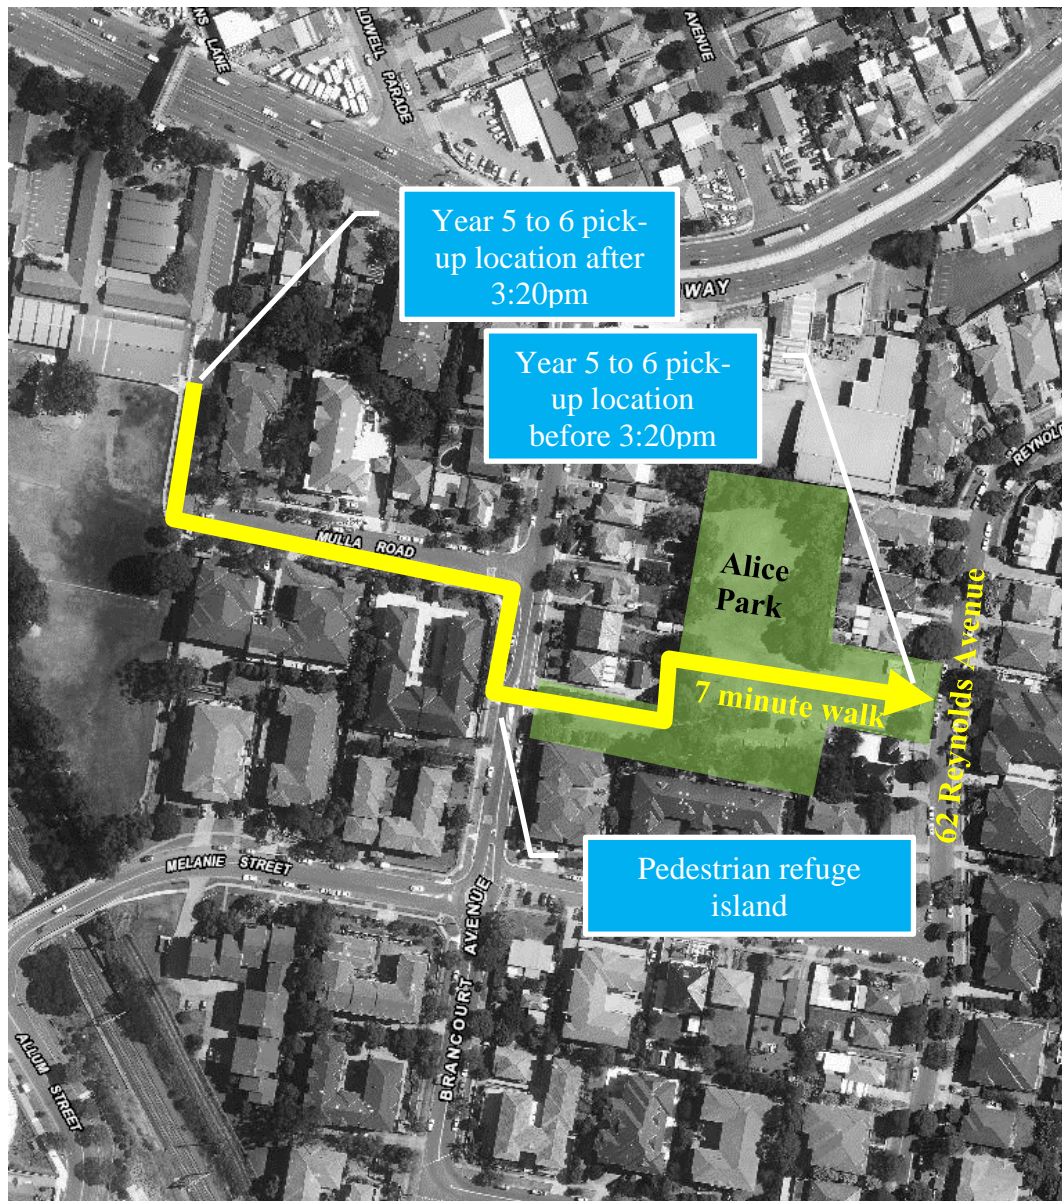 LANE
LDWELL
PARADE
AVENUE
Year 5 to 6 pick-
up location after
3:20pm
WAY
Year 5 to 6 pick-
up location
before 3:20pm
REYNOL
MULLA ROAD
Alice
Park
7 minute walk
62 Reynolds Avenue
Pedestrian refuge
island
MELANIE STREET
BRANCOURT AVENUE
ALLUM STREET